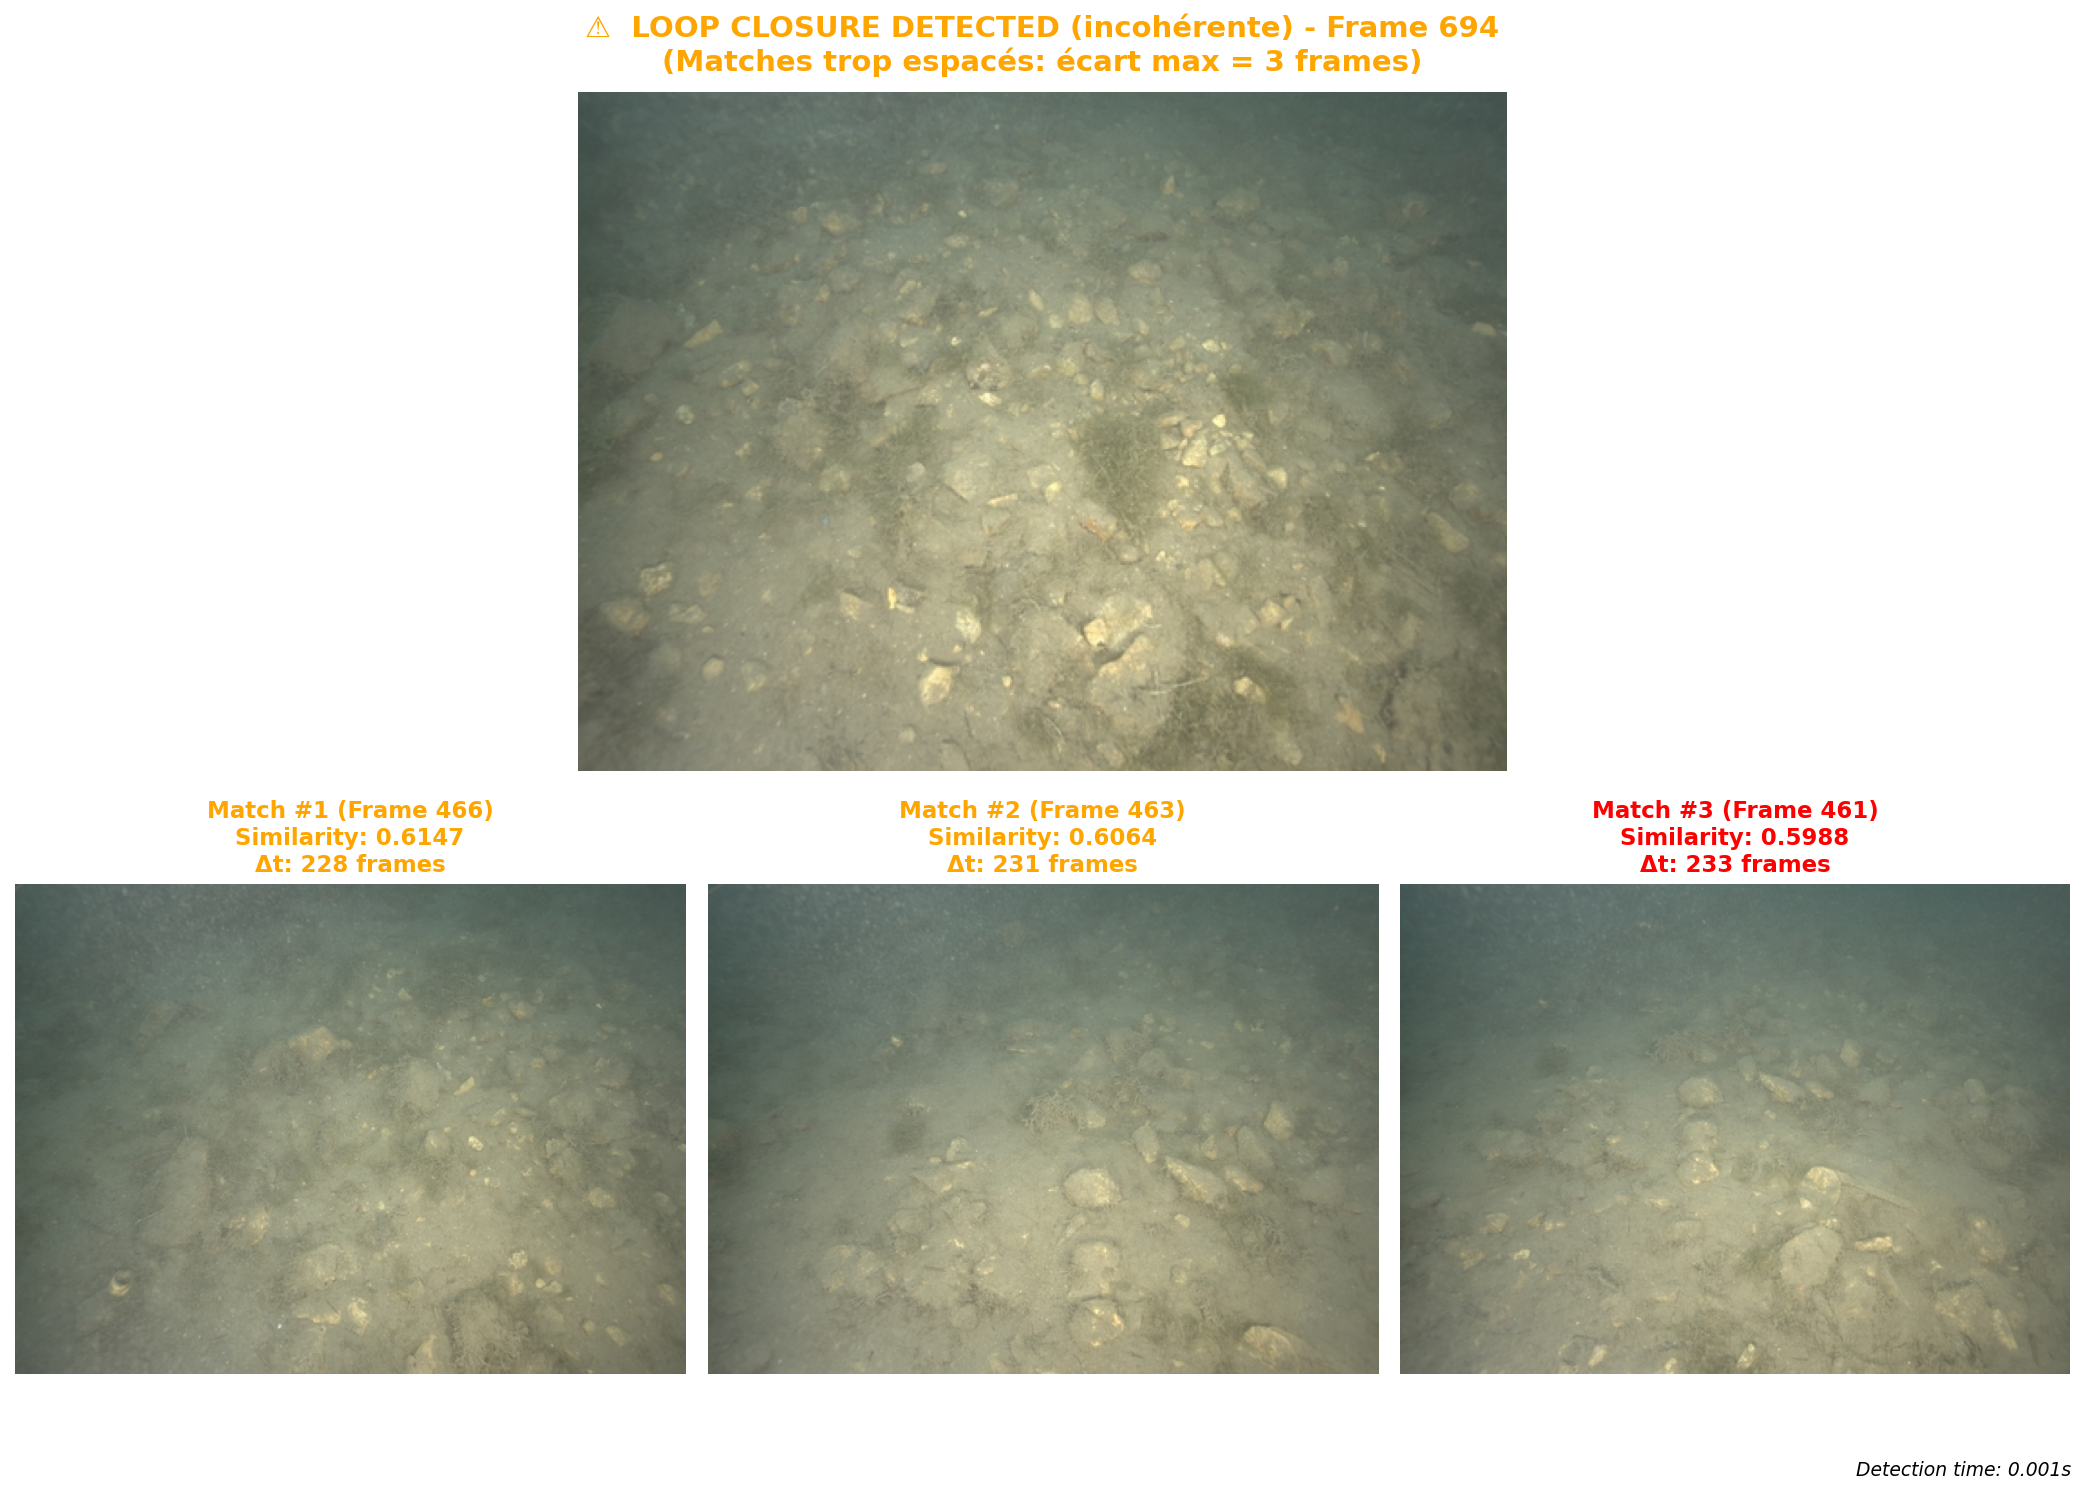 ⚠ LOOP CLOSURE DETECTED (incohérente) - Frame 694
(Matches trop espacés: écart max = 3 frames)
Match #1 (Frame 466)
Similarity: 0.6147
Δt: 228 frames
Match #2 (Frame 463)
Similarity: 0.6064
Δt: 231 frames
Match #3 (Frame 461)
Similarity: 0.5988
Δt: 233 frames
Detection time: 0.001s